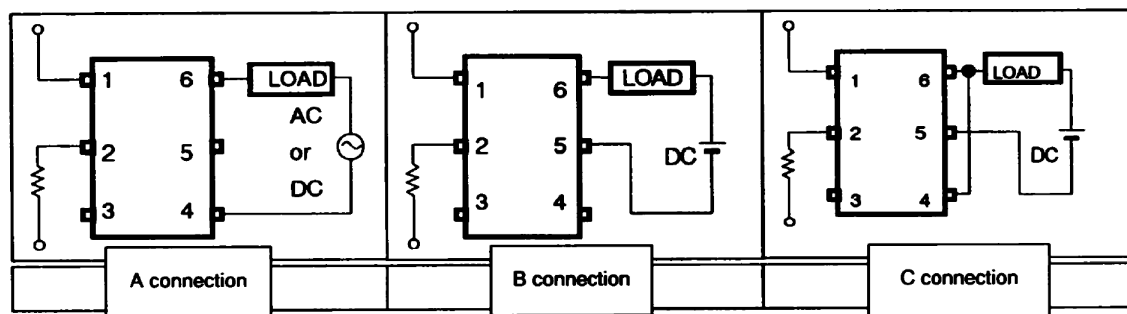 1 6 LOAD
AC
2 5 or
DC
3 4
A connection
1 6 LOAD
2 5 DC
3 4
B connection
1 6 LOAD
2 5 DC
3 4
C connection